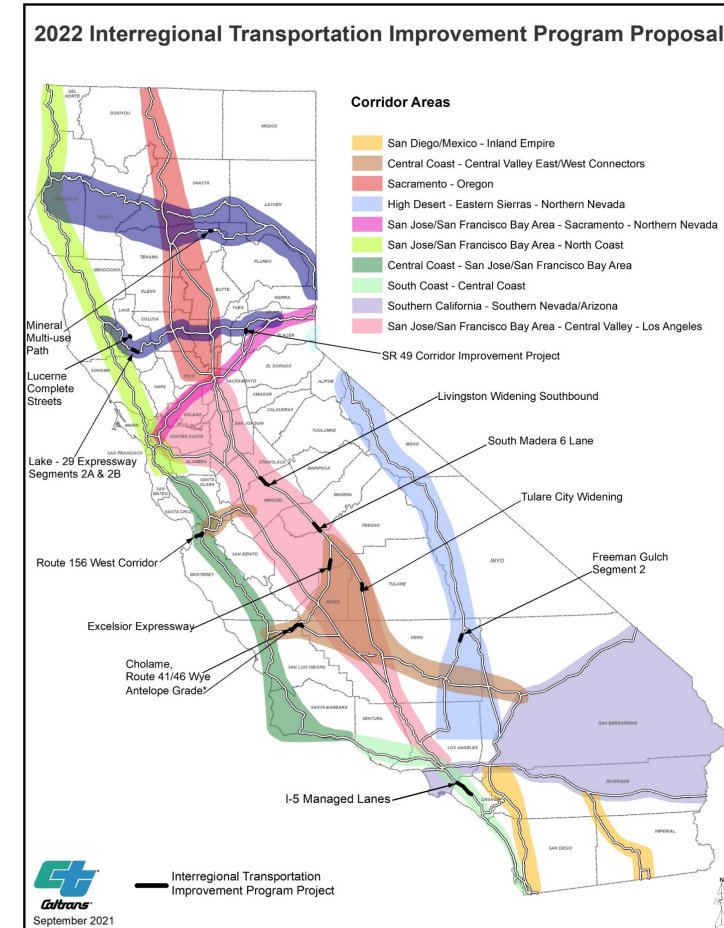 2022 Interregional Transportation Improvement Program Proposal
Corridor Areas
San Diego/Mexico - Inland Empire
Central Coast - Central Valley East/West Connectors
Sacramento - Oregon
High Desert - Eastern Sierras - Northern Nevada
San Jose/San Francisco Bay Area - Sacramento - Northern Nevada
San Jose/San Francisco Bay Area - North Coast
Central Coast - San Jose/San Francisco Bay Area
South Coast - Central Coast
Southern California - Southern Nevada/Arizona
San Jose/San Francisco Bay Area - Central Valley - Los Angeles
DEL
NORTE
SISKIYOU
MODOC
HUMBOLDT
TRINITY
SHASTA
LASSEN
TEHAMA
PLUMAS
MENDOCINO
GLENN
BUTTE
SIERRA
LAKE
COLUSA
YUBA
PLACER
Mineral
Multi-use
Path
Lucerne
Complete
Streets
Lake - 29 Expressway
Segments 2A & 2B
SR 49 Corridor Improvement Project
SONOMA
NAPA
YOLO
SACRAMENTO
EL DORADO
ALPINE
AMADOR
SOLANO
CALAVERAS
MARIN
CONTRA COSTA
SAN JOAQUIN
TUOLUMNE
MONO
SAN FRANCISCO
ALAMEDA
STANISLAUS
MARIPOSA
SAN
MATEO
SANTA
CLARA
MERCED
MADERA
SANTA CRUZ
FRESNO
Livingston Widening Southbound
South Madera 6 Lane
Tulare City Widening
Freeman Gulch
Segment 2
Route 156 West Corridor
SAN BENITO
MONTEREY
INYO
TULARE
KINGS
Excelsior Expressway
Cholame,
Route 41/46 Wye
Antelope Grade*
KERN
SAN LUIS OBISPO
SANTA BARBARA
VENTURA
LOS ANGELES
SAN BERNARDINO
I-5 Managed Lanes
ORANGE
RIVERSIDE
SAN DIEGO
IMPERIAL
Interregional Transportation
Improvement Program Project
ct
Caltrans
September 2021
N